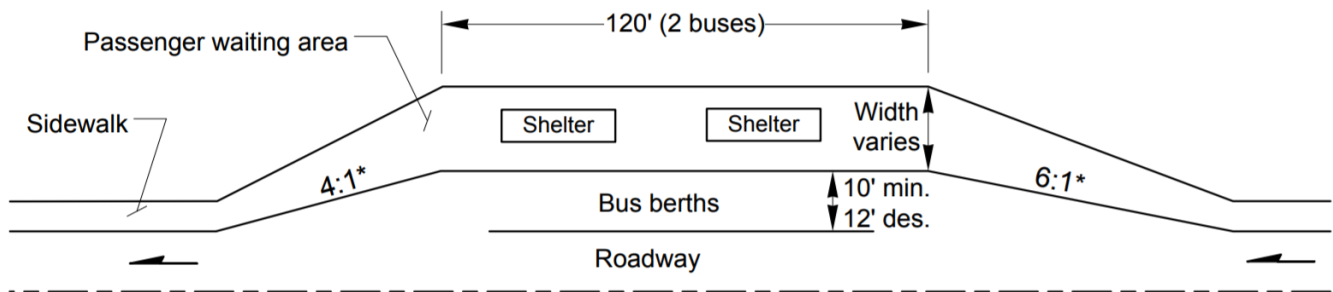 120' (2 buses)
Passenger waiting area
Sidewalk
Shelter
Shelter
Width
varies
4:1*
6:1*
10' min.
12' des.
Bus berths
Roadway